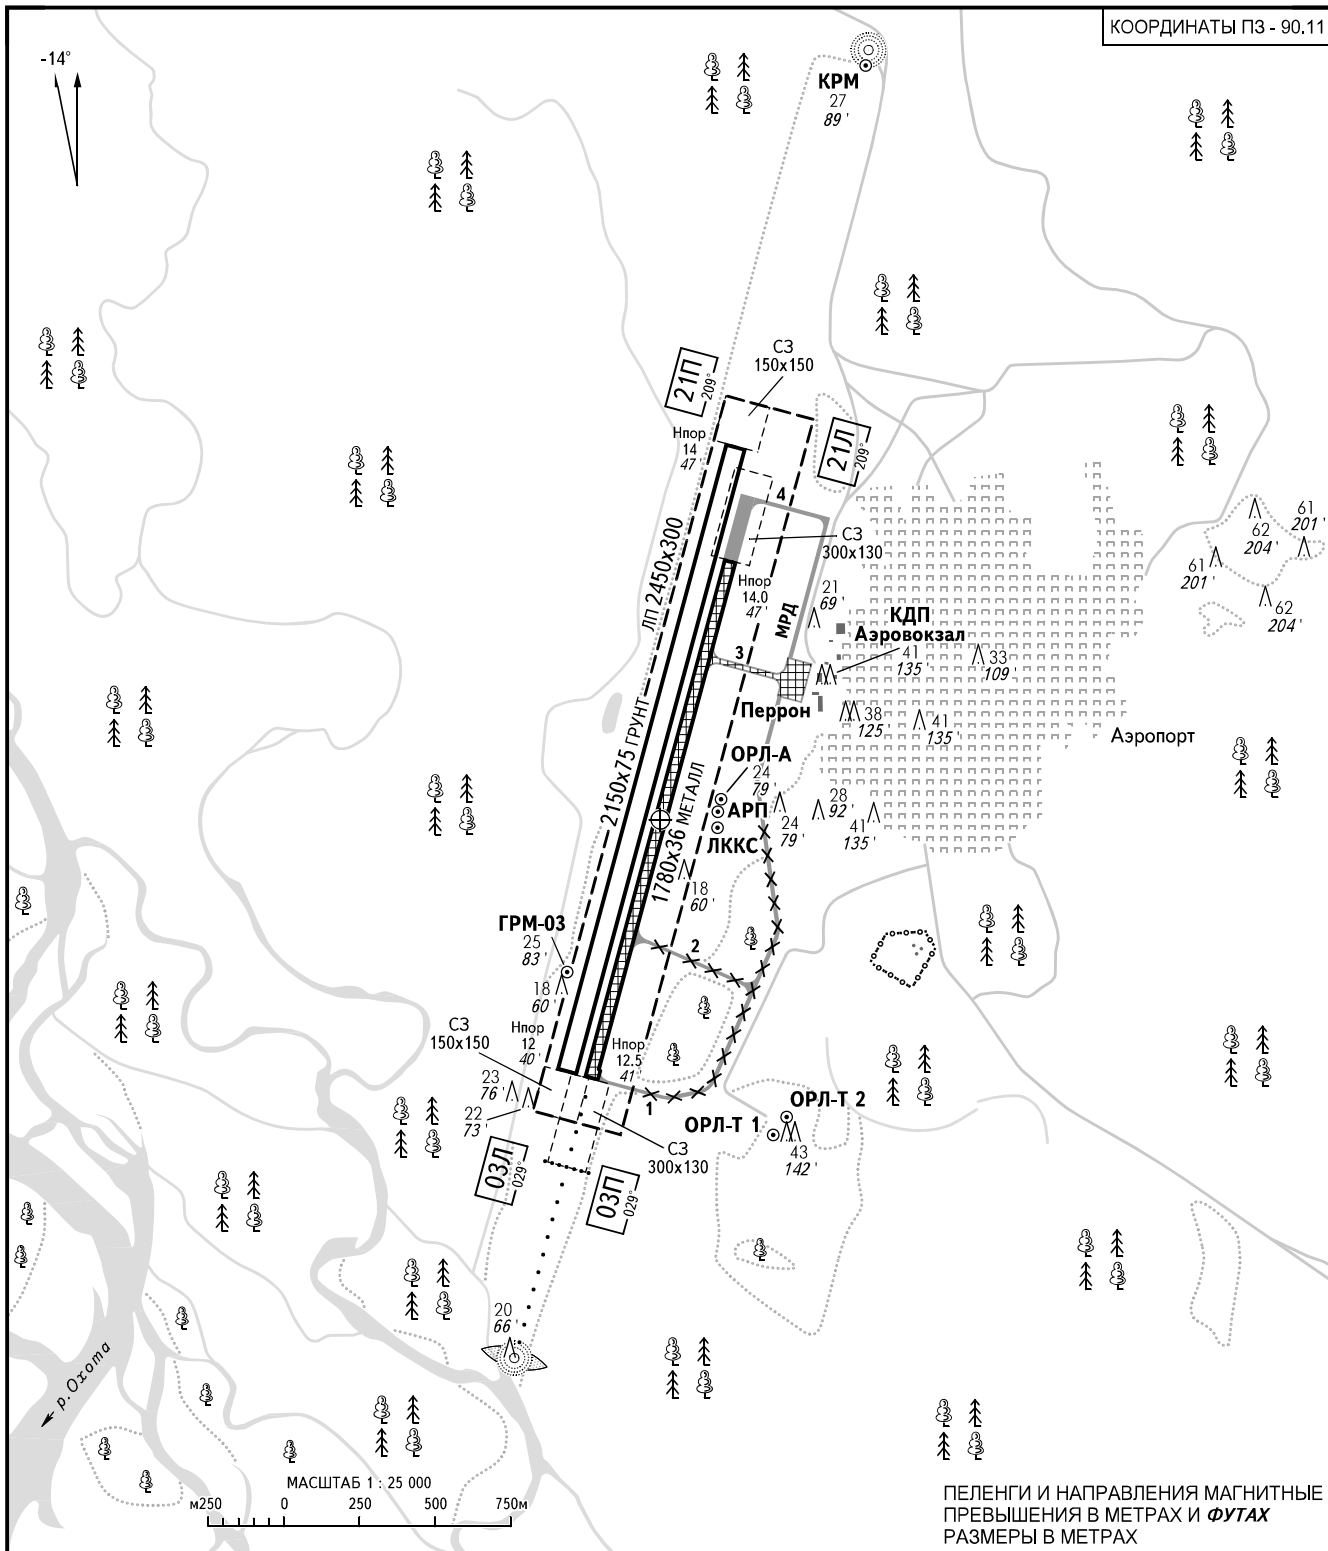 КООРДИНАТЫ ПЗ - 90.11
-14°
КРМ
27
89 '
СЗ
150x150
21П
209°
21Л
209°
Нпор
14
47 '
4
СЗ
300x130
ЛП 2450x300
Нпор
14.0
47 '
МРД
21
69 '
КДП
Аэровокзал
41
135 '
33
109 '
61
201 '
62
204 '
61
201 '
62
204 '
3
Перрон
38
125 '
41
135 '
Аэропорт
2150x75 ГРУНТ
1780x36 МЕТАЛЛ
ОРЛ-А
24
79 '
АРП
ЛККС
24
79 '
28
92 '
41
135 '
18
60 '
ГРМ-03
25
83 '
18
60 '
2
СЗ
150x150
Нпор
12
40 '
Нпор
12.5
41 '
23
76 '
22
73 '
1
ОРЛ-Т 2
ОРЛ-Т 1
43
142 '
СЗ
300x130
03Л
029°
03П
029°
20
66 '
р. Охота
МАСШТАБ 1 : 25 000
м250 0 250 500 750м
ПЕЛЕНГИ И НАПРАВЛЕНИЯ МАГНИТНЫЕ
ПРЕВЫШЕНИЯ В МЕТРАХ И ФУТАХ
РАЗМЕРЫ В МЕТРАХ